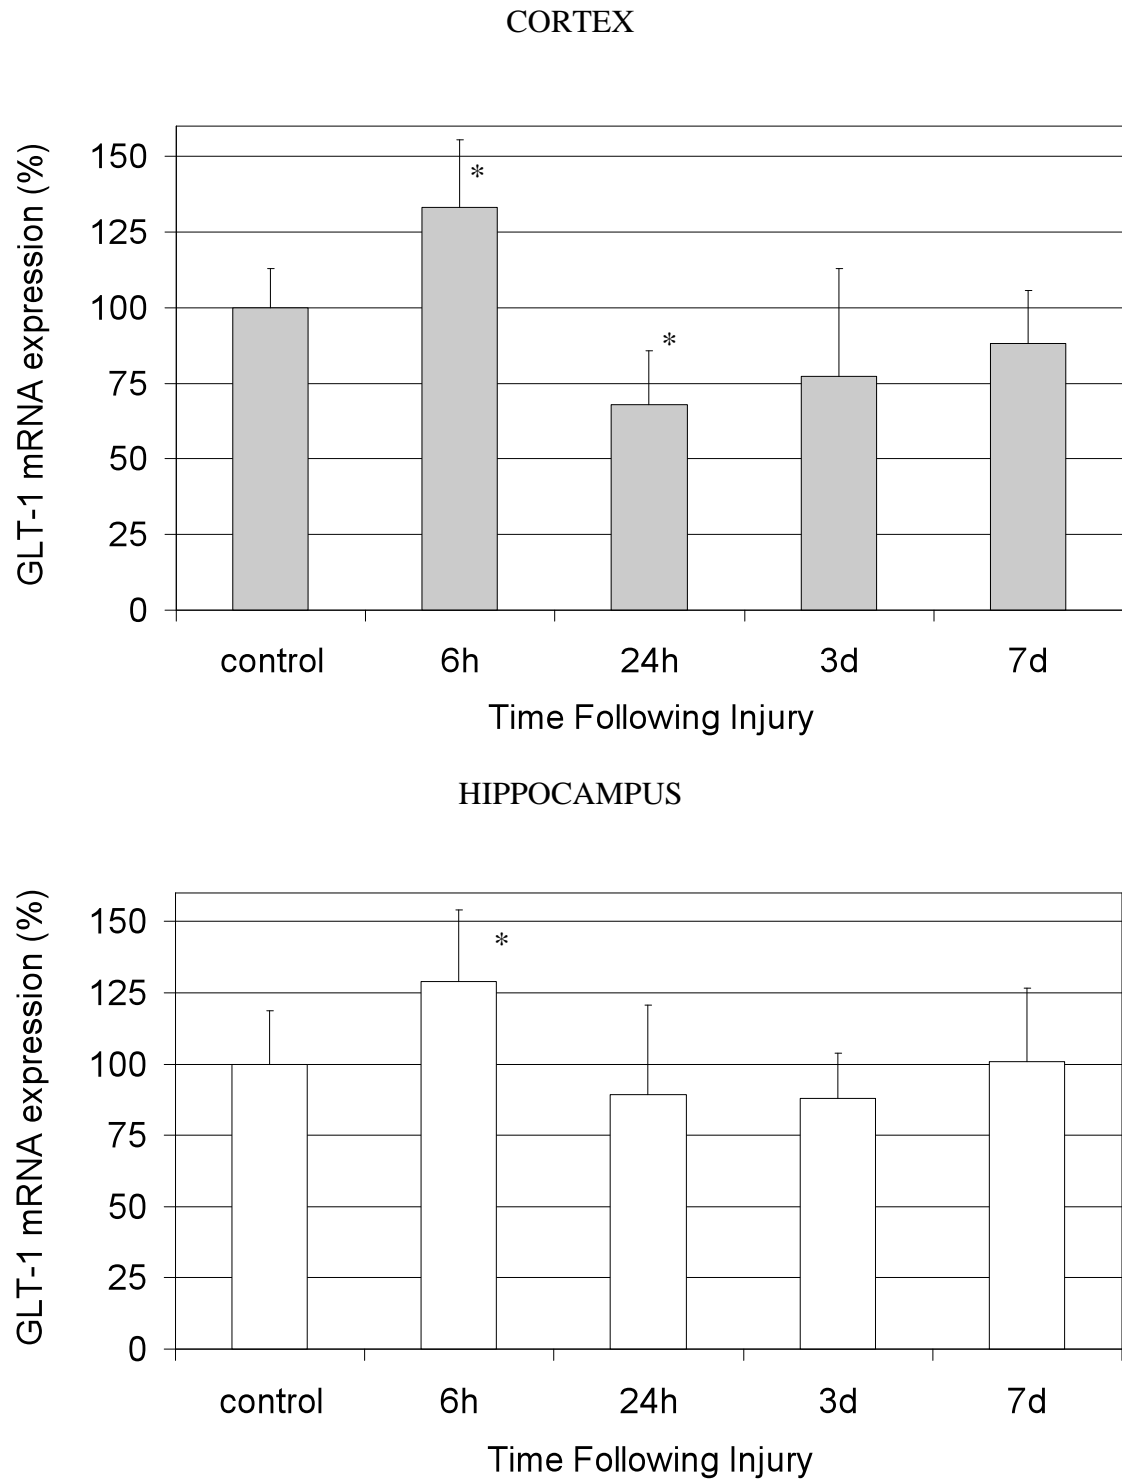 CORTEX
GLT-1 mRNA expression (%)
150
*
125
100
*
75
50
25
0
control 6h 24h 3d 7d
Time Following Injury
HIPPOCAMPUS
GLT-1 mRNA expression (%)
150
*
125
100
75
50
25
0
control 6h 24h 3d 7d
Time Following Injury